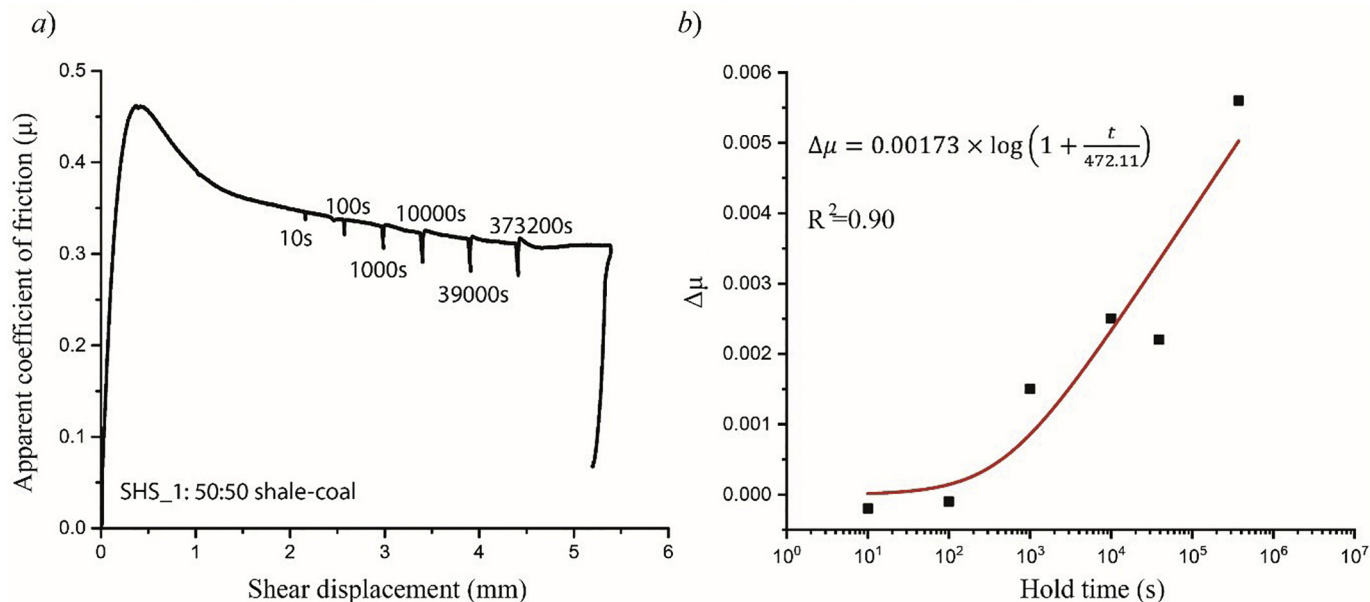 a)
Apparent coefficient of friction (μ)
0.5
0.4
0.3
0.2
0.1
0.0
10s
100s
1000s
10000s
39000s
373200s
SHS_1: 50:50 shale-coal
0 1 2 3 4 5 6
Shear displacement (mm)
b)
Δμ
0.006
0.005
0.004
0.003
0.002
0.001
0.000
Δμ = 0.00173 × log(1 + t/472.11)
R²=0.90
10⁰ 10¹ 10² 10³ 10⁴ 10⁵ 10⁶ 10⁷
Hold time (s)